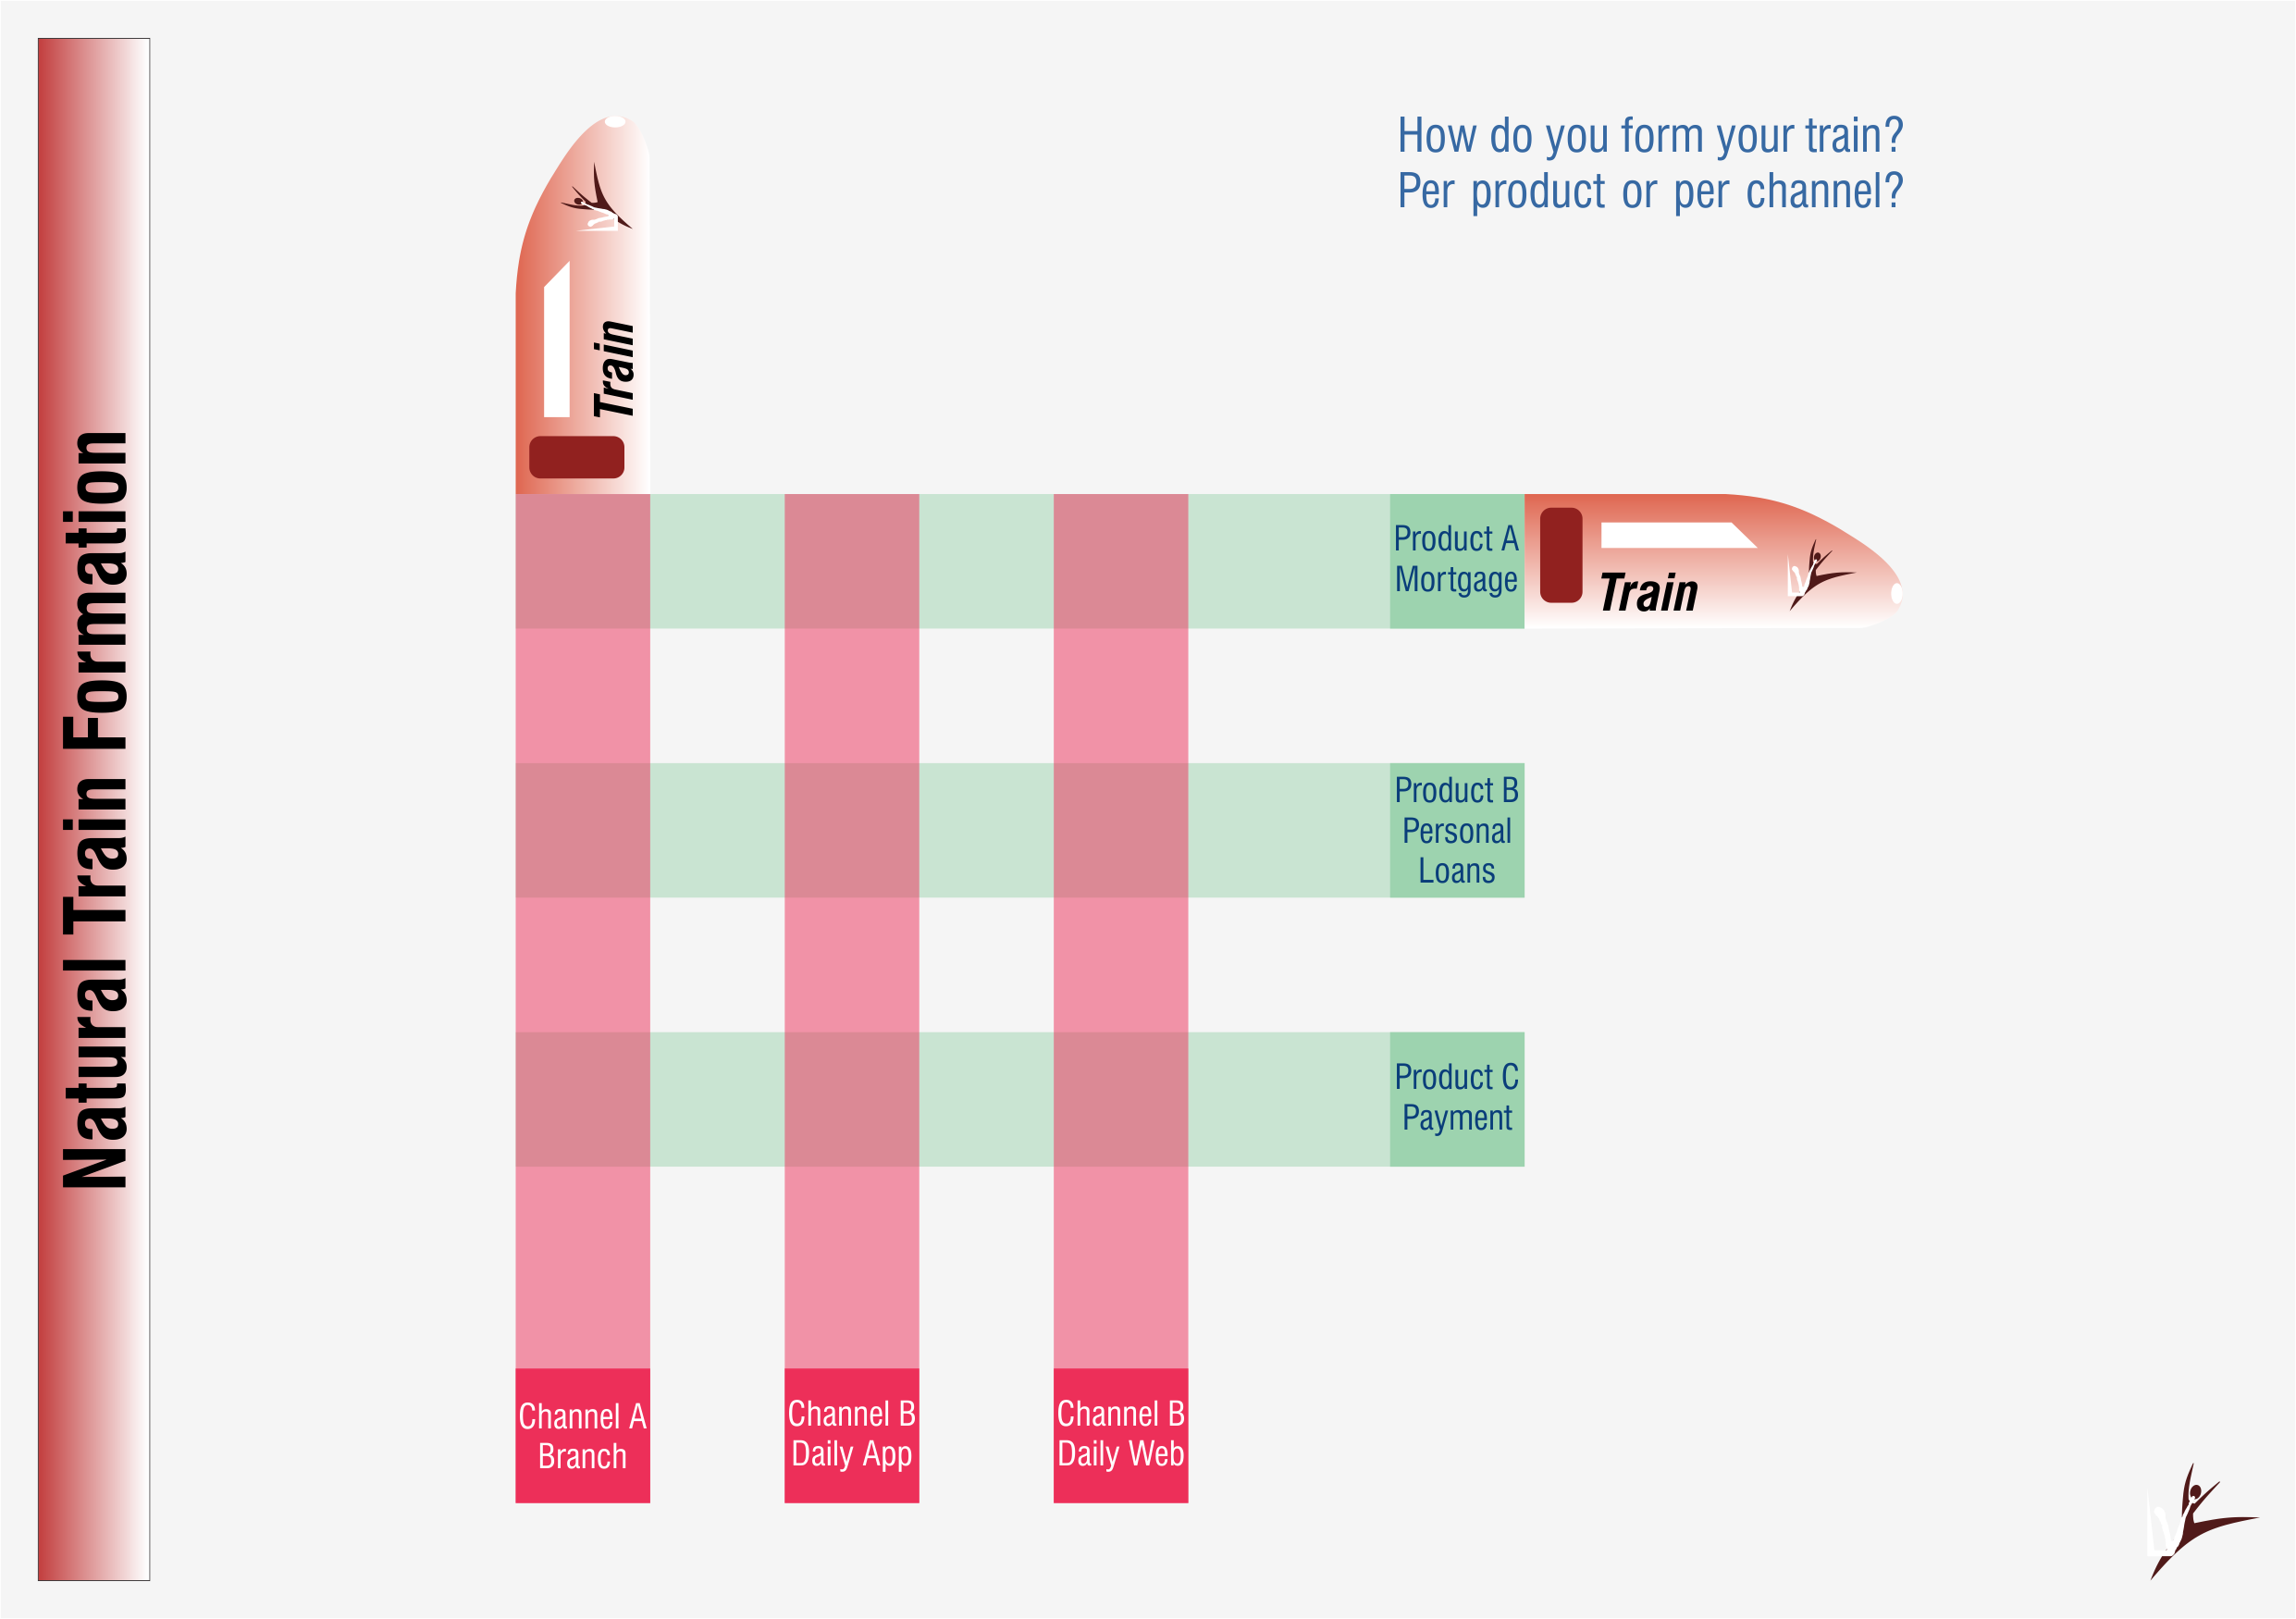 Natural Train Formation
How do you form your train?
Per product or per channel?
Train
Product A
Mortgage
Train
Product B
Personal
Loans
Product C
Payment
Channel A
Branch
Channel B
Daily App
Channel B
Daily Web